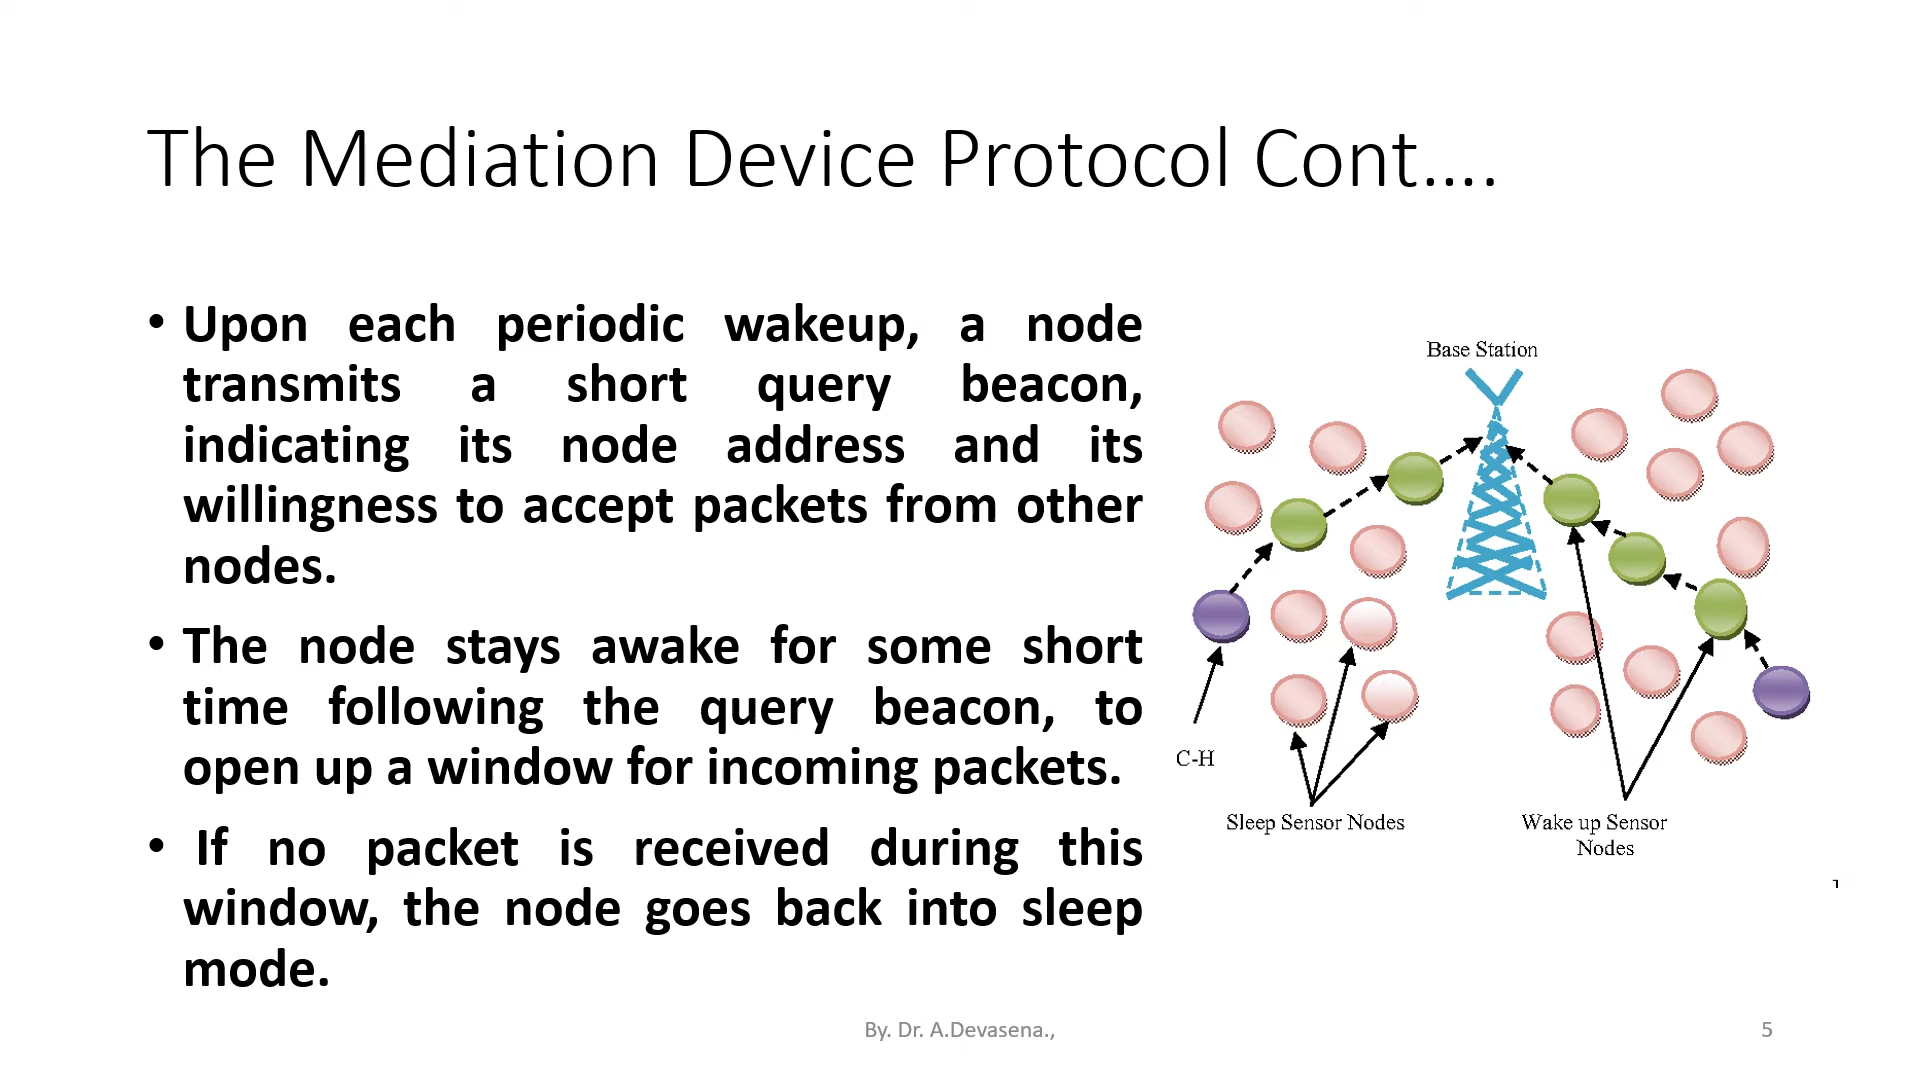 The Mediation Device Protocol Cont….
• Upon each periodic wakeup, a node
transmits a short query beacon,
indicating its node address and its
willingness to accept packets from other
nodes.
• The node stays awake for some short
time following the query beacon, to
open up a window for incoming packets.
• If no packet is received during this
window, the node goes back into sleep
mode.
Base Station
C-H
Sleep Sensor Nodes
Wake up Sensor
Nodes
By. Dr. A.Devasena.,
5